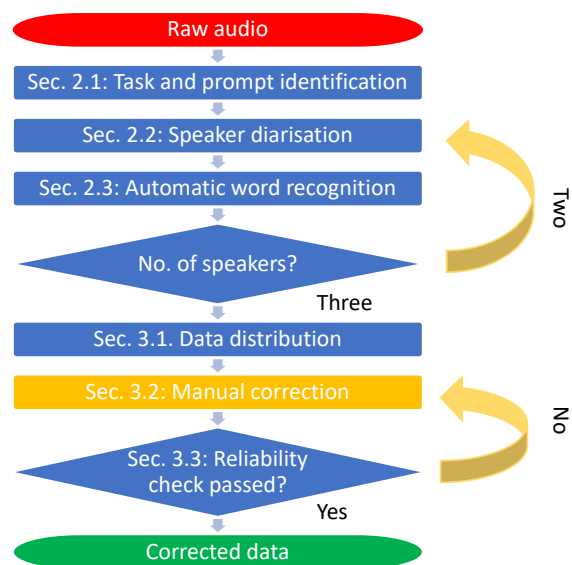 Raw audio
Sec. 2.1: Task and prompt identification
Sec. 2.2: Speaker diarisation
Sec. 2.3: Automatic word recognition
Two
No. of speakers?
Three
Sec. 3.1. Data distribution
Sec. 3.2: Manual correction
No
Sec. 3.3: Reliability
check passed?
Yes
Corrected data